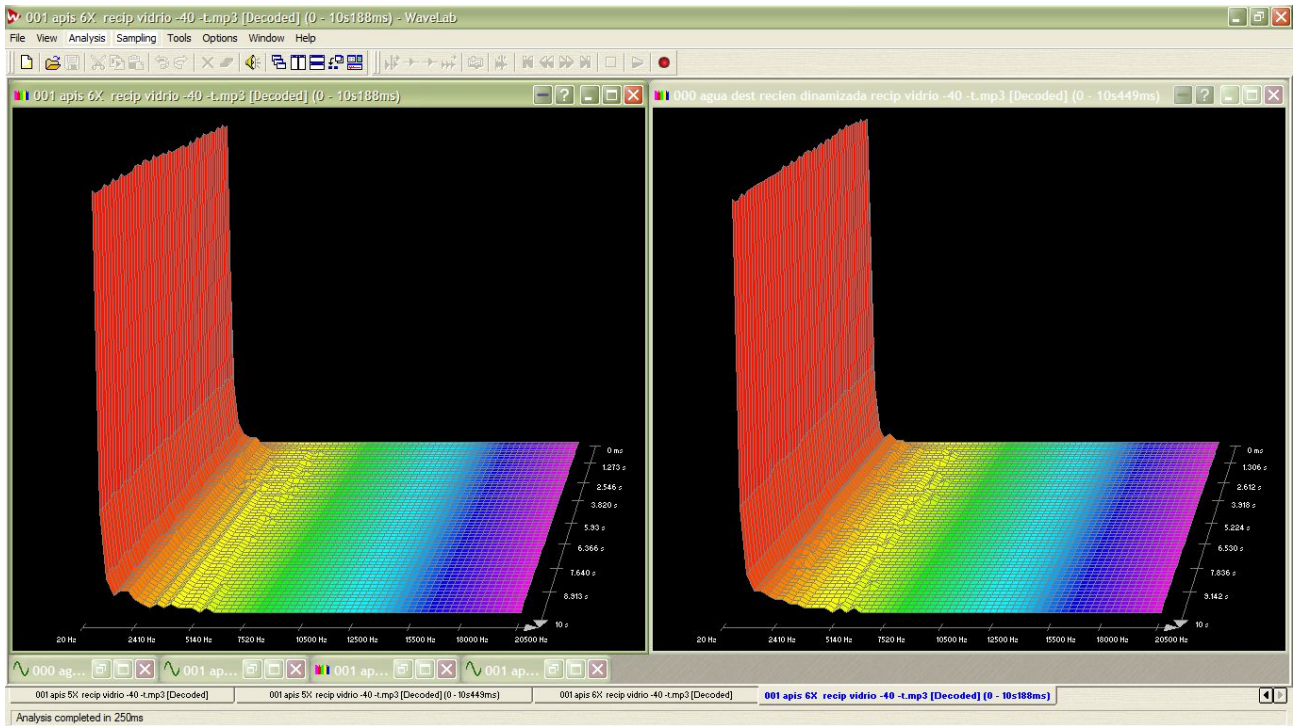 001 apis 6X recip vidrio -40 -t.mp3 [Decoded] (0 - 10s188ms) - WaveLab
File View Analysis Sampling Tools Options Window Help
001 apis 6X recip vidrio -40 -t.mp3 [Decoded] (0 - 10s188ms)
000 agua dest recien dinamizada recip vidrio -40 -t.mp3 [Decoded] (0 - 10s449ms)
0 ms
1.273 s
2.546 s
3.820 s
5.93 s
6.366 s
7.640 s
8.913 s
10 s
20 Hz 2410 Hz 5140 Hz 7520 Hz 10500 Hz 12500 Hz 15500 Hz 18000 Hz 20500 Hz
0 ms
1.306 s
2.612 s
3.918 s
5.224 s
6.530 s
7.836 s
9.142 s
10 s
20 Hz 2410 Hz 5140 Hz 7520 Hz 10500 Hz 12500 Hz 15500 Hz 18000 Hz 20500 Hz
000 ag... 001 ap... 001 ap... 001 ap...
001 apis 5X recip vidrio -40 -t.mp3 [Decoded] 001 apis 5X recip vidrio -40 -t.mp3 [Decoded] (0 - 10s449ms) 001 apis 6X recip vidrio -40 -t.mp3 [Decoded] 001 apis 6X recip vidrio -40 -t.mp3 [Decoded] (0 - 10s188ms)
Analysis completed in 250ms